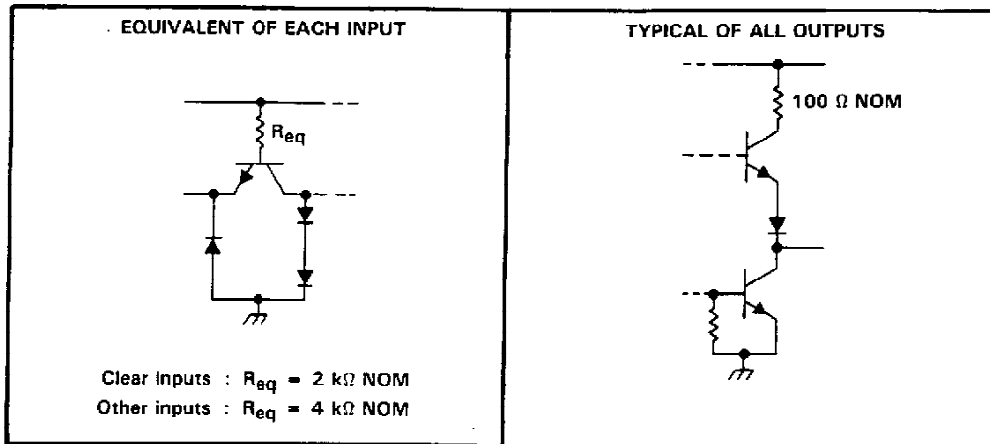 EQUIVALENT OF EACH INPUT
Req
Clear inputs : Req = 2 kΩ NOM
Other inputs : Req = 4 kΩ NOM
TYPICAL OF ALL OUTPUTS
100 Ω NOM